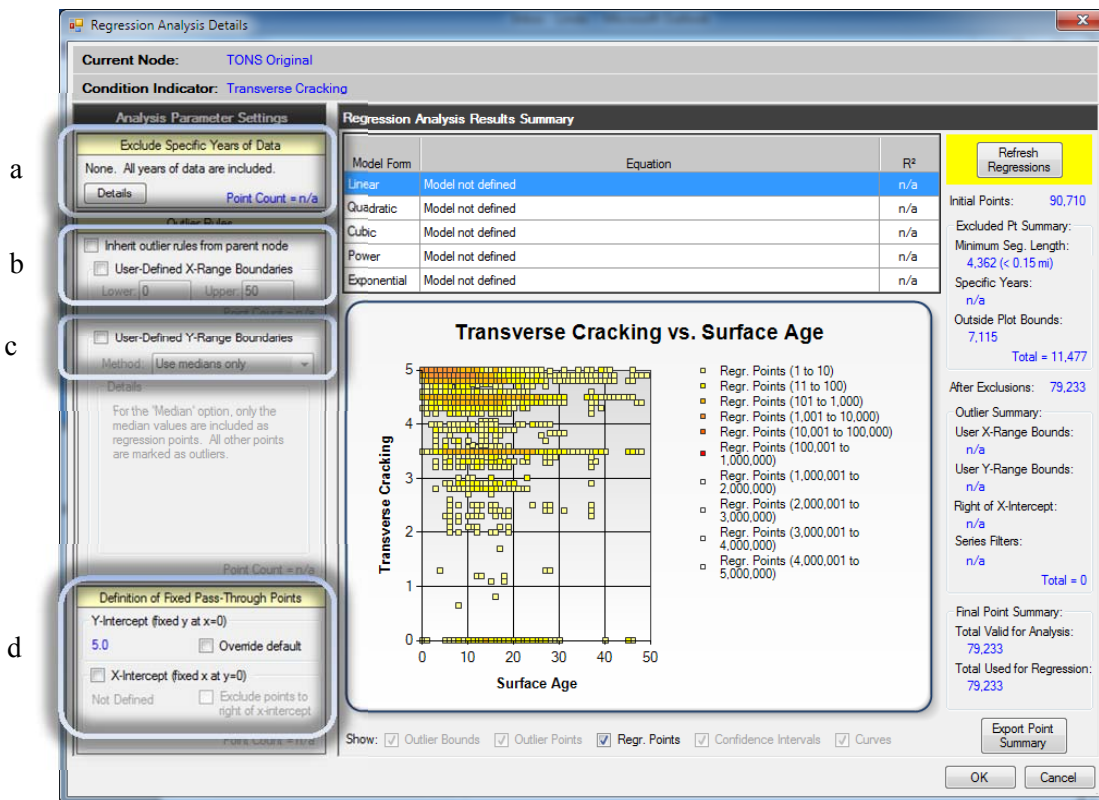 Regression Analysis Details
Current Node: TONS Original
Condition Indicator: Transverse Cracking
Analysis Parameter Settings
a
Exclude Specific Years of Data
None. All years of data are included.
Details
Point Count = n/a
Outlier Rules
b
Inherit outlier rules from parent node
User-Defined X-Range Boundaries
Lower: 0 Upper: 50
Point Count = n/a
c
User-Defined Y-Range Boundaries
Method: Use medians only
Details
For the 'Median' option, only the
median values are included as
regression points. All other points
are marked as outliers.
Point Count = n/a
d
Definition of Fixed Pass-Through Points
Y-Intercept (fixed y at x=0)
5.0 Override default
X-Intercept (fixed x at y=0)
Not Defined Exclude points to
right of x-intercept
Point Count = n/a
Regression Analysis Results Summary
Model Form Equation R²
Linear Model not defined n/a
Quadratic Model not defined n/a
Cubic Model not defined n/a
Power Model not defined n/a
Exponential Model not defined n/a
Transverse Cracking vs. Surface Age
Transverse Cracking
5
4
3
2
1
0
0 10 20 30 40 50
Surface Age
Regr. Points (1 to 10)
Regr. Points (11 to 100)
Regr. Points (101 to 1,000)
Regr. Points (1,001 to 10,000)
Regr. Points (10,001 to 100,000)
Regr. Points (100,001 to
1,000,000)
Regr. Points (1,000,001 to
2,000,000)
Regr. Points (2,000,001 to
3,000,000)
Regr. Points (3,000,001 to
4,000,000)
Regr. Points (4,000,001 to
5,000,000)
Show: Outlier Bounds Outlier Points Regr. Points Confidence Intervals Curves
Refresh
Regressions
Initial Points: 90,710
Excluded Pt Summary:
Minimum Seg. Length:
4,362 (< 0.15 mi)
Specific Years:
n/a
Outside Plot Bounds:
7,115
Total = 11,477
After Exclusions: 79,233
Outlier Summary:
User X-Range Bounds:
n/a
User Y-Range Bounds:
n/a
Right of X-Intercept:
n/a
Series Filters:
n/a
Total = 0
Final Point Summary:
Total Valid for Analysis:
79,233
Total Used for Regression:
79,233
Export Point
Summary
OK Cancel